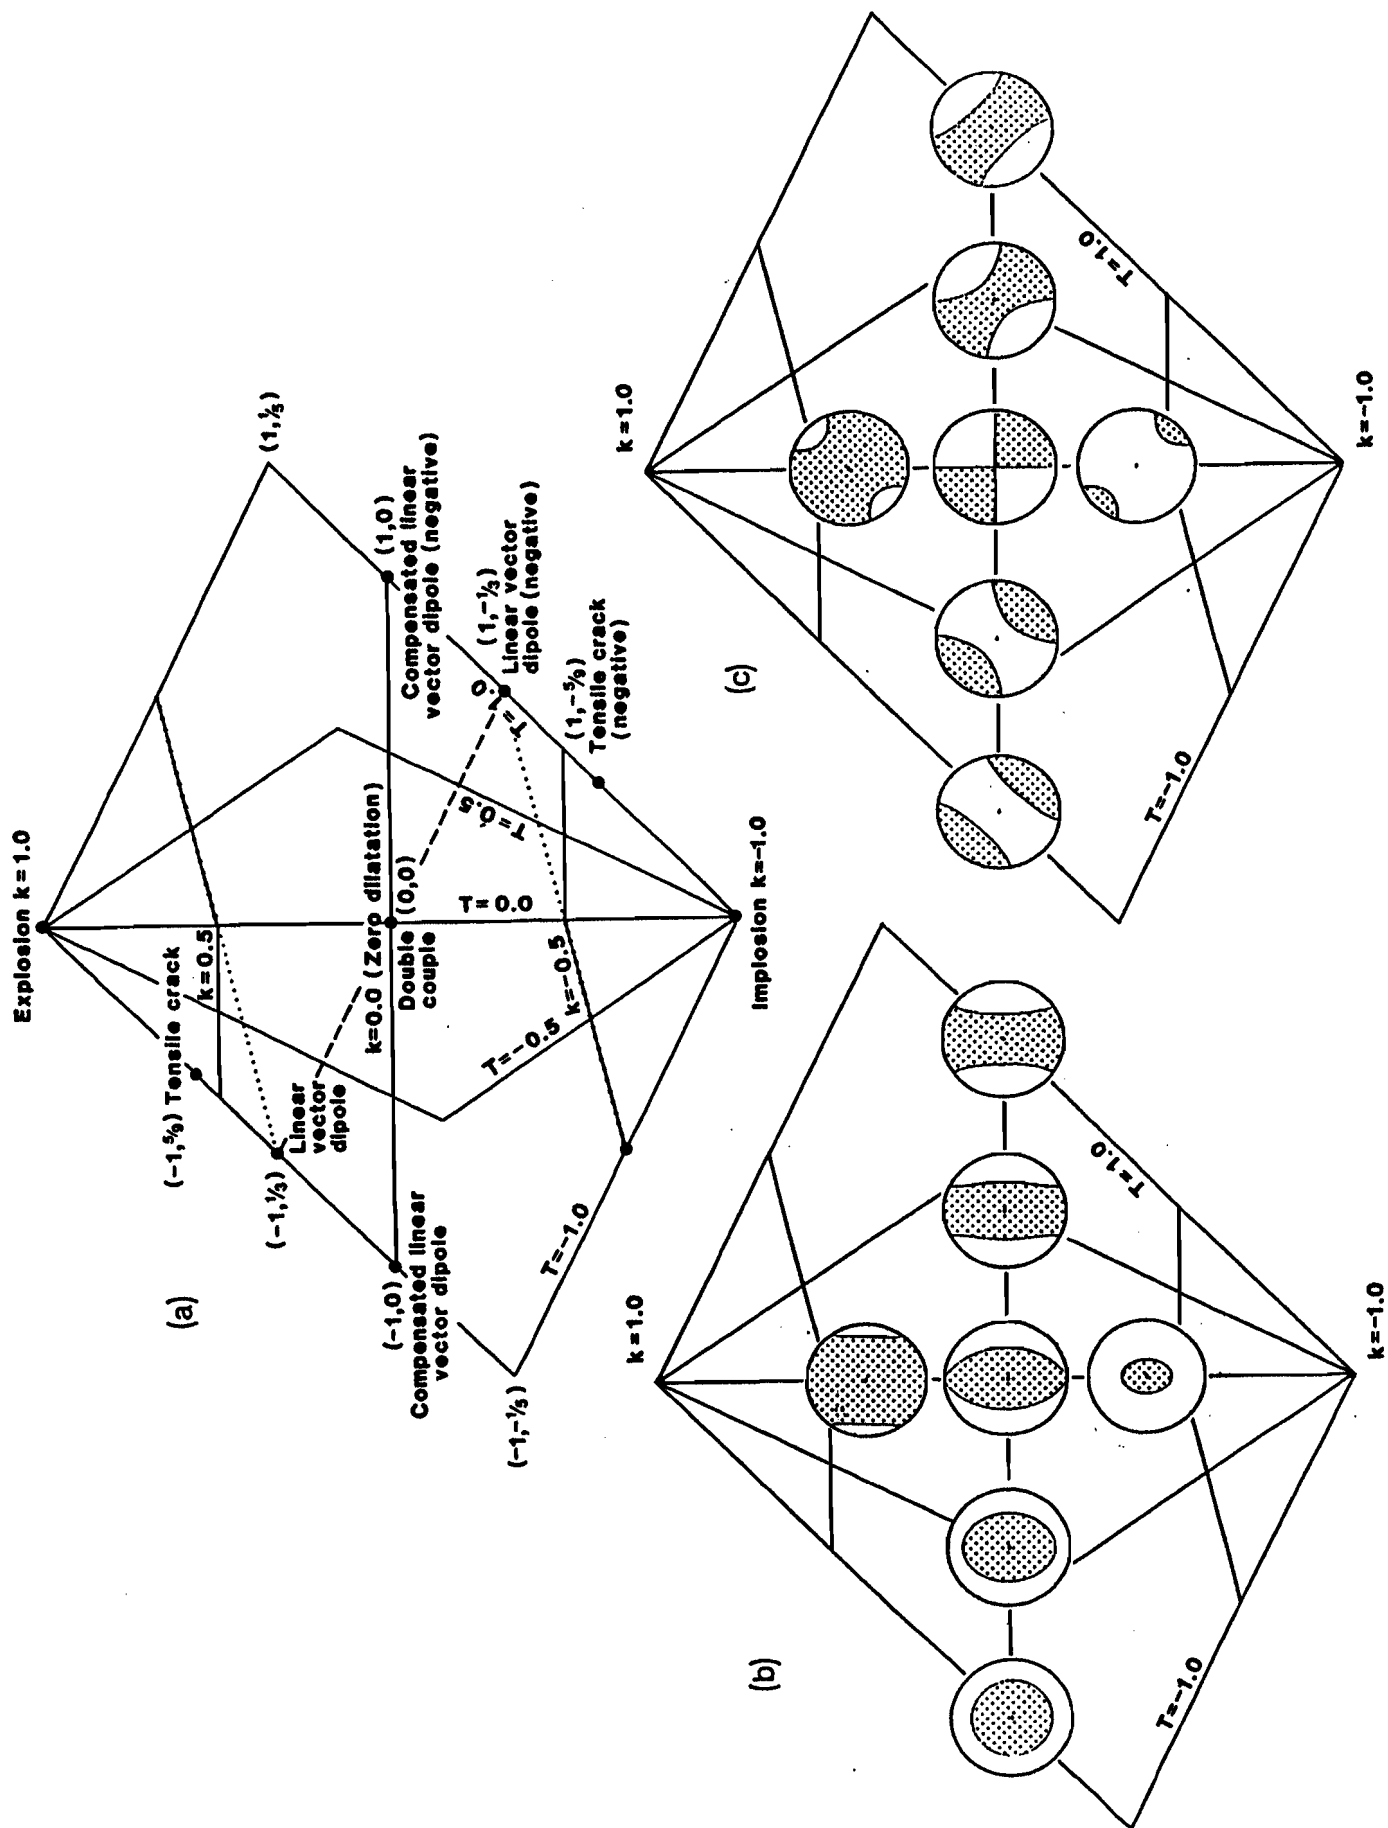 (a)
Explosion k=1.0
(-1,5/9) Tensile crack
k=0.5
(-1,1/3)
Linear
vector
dipole
(1,1/5)
k=0.0 (Zero dilatation)
Double
couple
(0,0)
(-1,0)
Compensated linear
vector dipole
(1,0)
Compensated linear
vector dipole (negative)
T=0.0
T=0.5
T=-0.5
k=-0.5
T=1.0
(1,-1/3)
Linear vector
dipole (negative)
(1,-5/9)
Tensile crack
(negative)
T=-1.0
(-1,-1/5)
Implosion k=-1.0
(b)
k=1.0
T=1.0
T=-1.0
k=-1.0
(c)
k=1.0
T=1.0
T=-1.0
k=-1.0